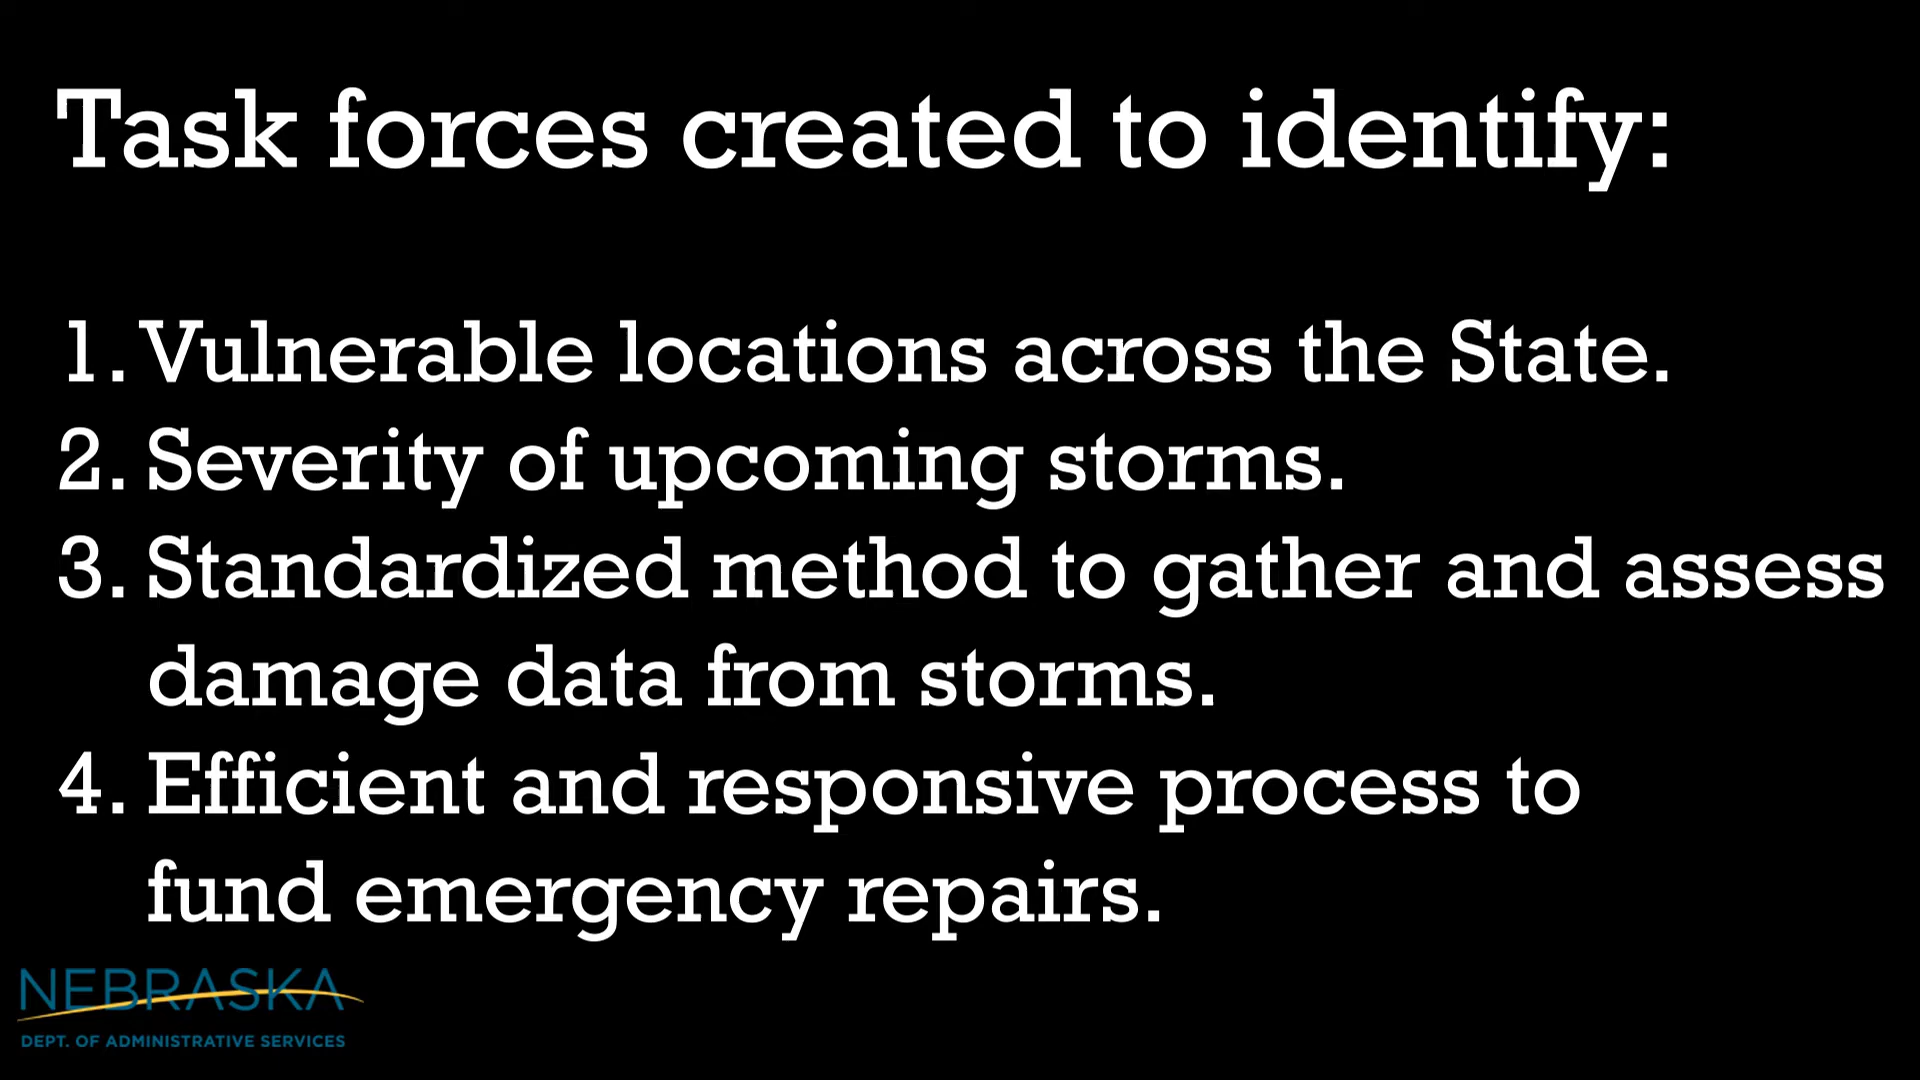 Task forces created to identify:
1. Vulnerable locations across the State.
2. Severity of upcoming storms.
3. Standardized method to gather and assess
damage data from storms.
4. Efficient and responsive process to
fund emergency repairs.
NEBRASKA
DEPT. OF ADMINISTRATIVE SERVICES